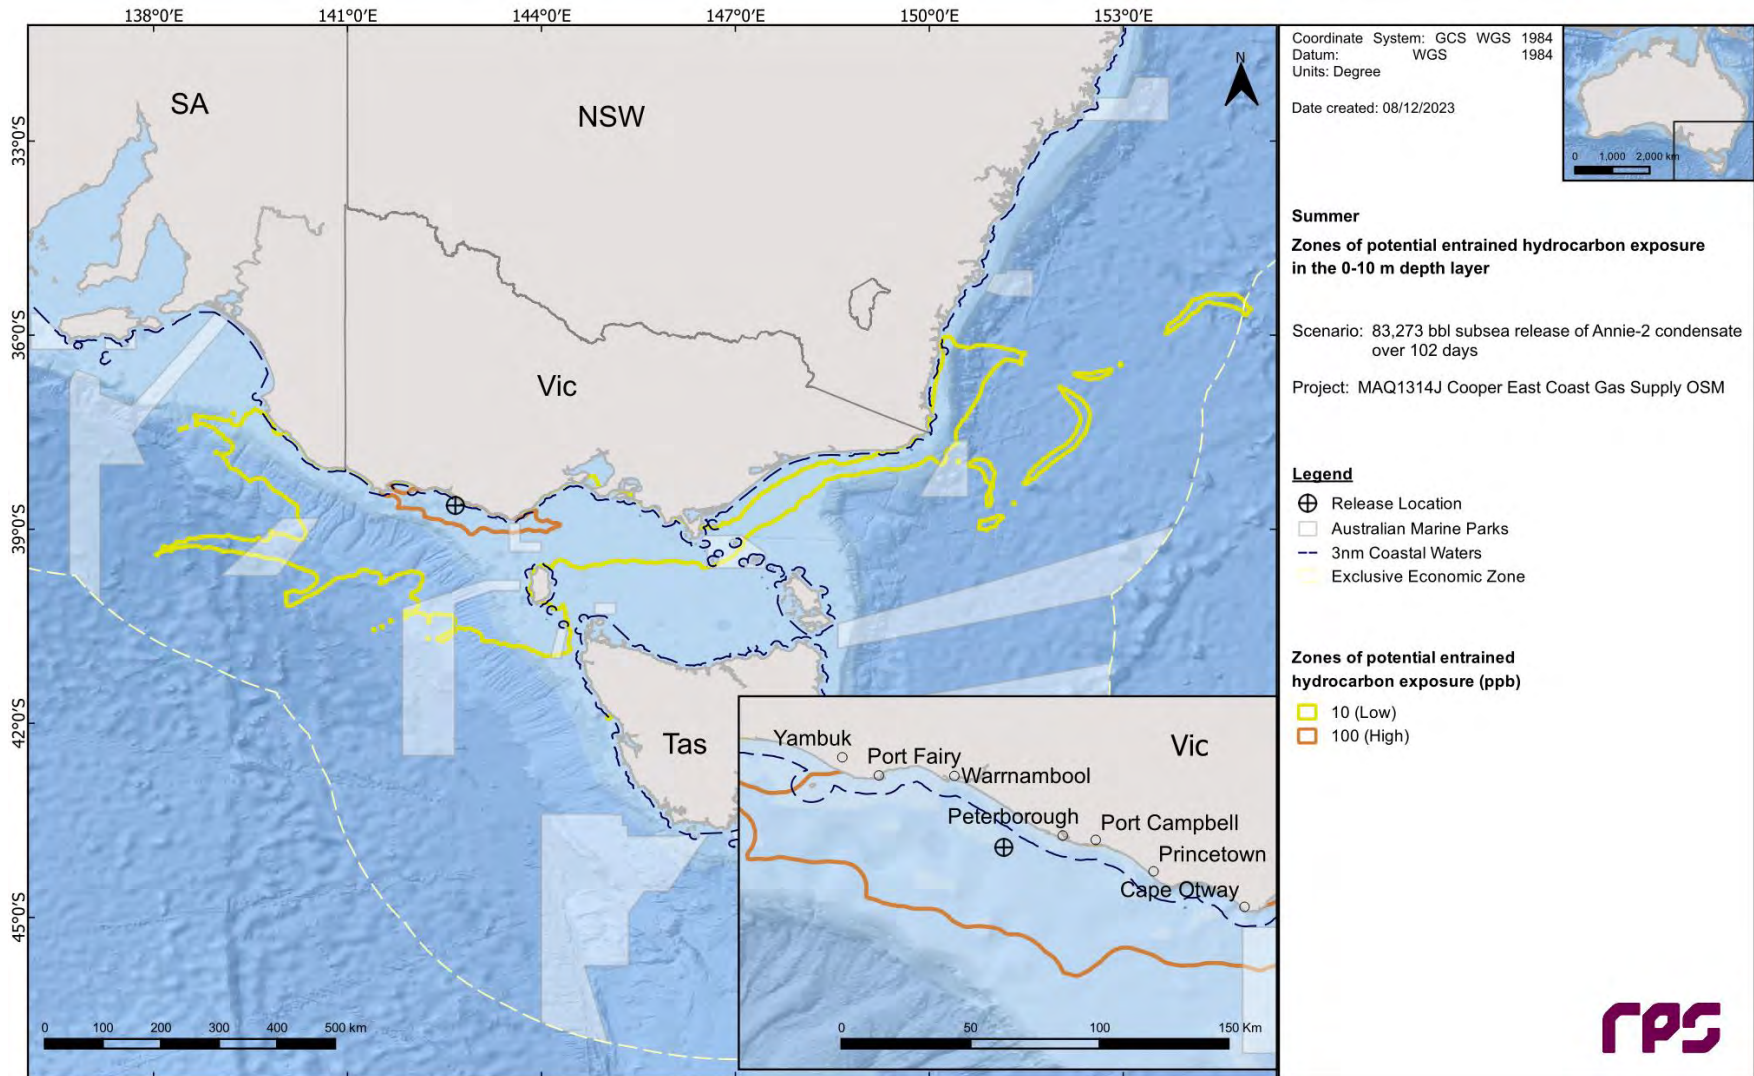 138°0'E 141°0'E 144°0'E 147°0'E 150°0'E 153°0'E
33°0'S
36°0'S
39°0'S
42°0'S
45°0'S
SA
NSW
Vic
Tas
N
0 100 200 300 400 500 km
Yambuk
Port Fairy
Warrnambool
Vic
Peterborough
Port Campbell
Princetown
Cape Otway
0 50 100 150 Km
Coordinate System: GCS WGS 1984
Datum: WGS 1984
Units: Degree
Date created: 08/12/2023
0 1,000 2,000 km
Summer
Zones of potential entrained hydrocarbon exposure
in the 0-10 m depth layer
Scenario: 83,273 bbl subsea release of Annie-2 condensate
over 102 days
Project: MAQ1314J Cooper East Coast Gas Supply OSM
Legend
Release Location
Australian Marine Parks
3nm Coastal Waters
Exclusive Economic Zone
Zones of potential entrained
hydrocarbon exposure (ppb)
10 (Low)
100 (High)
rps